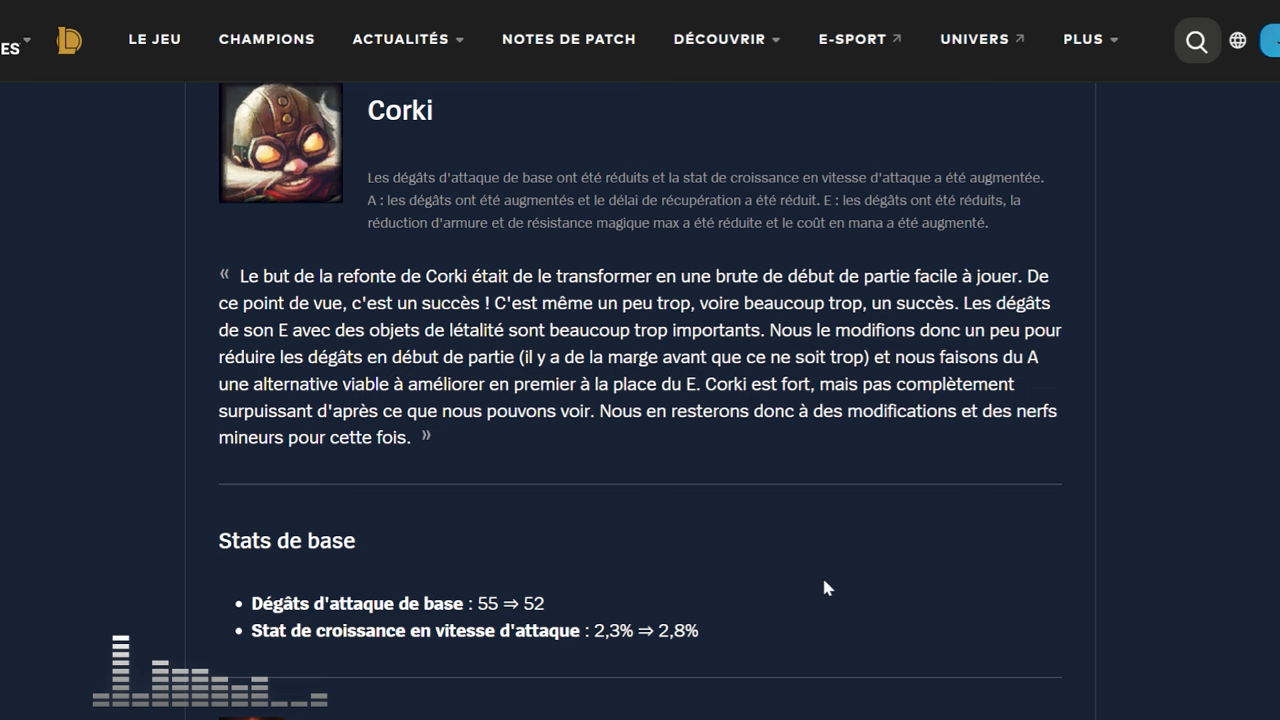 ES
LE JEU CHAMPIONS ACTUALITÉS NOTES DE PATCH DÉCOUVRIR E-SPORT UNIVERS PLUS
Corki
Les dégâts d'attaque de base ont été réduits et la stat de croissance en vitesse d'attaque a été augmentée.
A : les dégâts ont été augmentés et le délai de récupération a été réduit. E : les dégâts ont été réduits, la
réduction d'armure et de résistance magique max a été réduite et le coût en mana a été augmenté.
« Le but de la refonte de Corki était de le transformer en une brute de début de partie facile à jouer. De
ce point de vue, c'est un succès ! C'est même un peu trop, voire beaucoup trop, un succès. Les dégâts
de son E avec des objets de létalité sont beaucoup trop importants. Nous le modifions donc un peu pour
réduire les dégâts en début de partie (il y a de la marge avant que ce ne soit trop) et nous faisons du A
une alternative viable à améliorer en premier à la place du E. Corki est fort, mais pas complètement
surpuissant d'après ce que nous pouvons voir. Nous en resterons donc à des modifications et des nerfs
mineurs pour cette fois. »
Stats de base
• Dégâts d'attaque de base : 55 ⇒ 52
• Stat de croissance en vitesse d'attaque : 2,3% ⇒ 2,8%